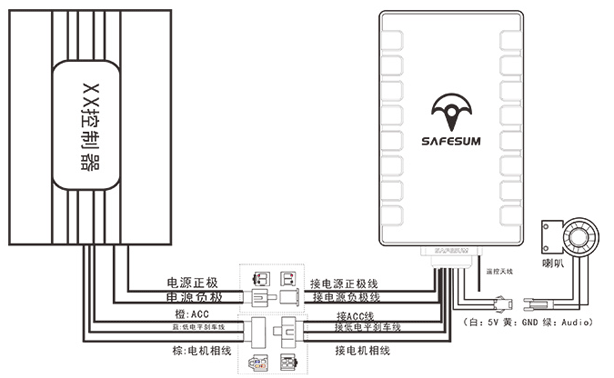 XX控制器
SAFESUM
SAFESUM
遥控天线
喇叭
电源正极
接电源正极线
电源负极
接电源负极线
橙:ACC
接ACC线
蓝:低电平刹车线
接低电平刹车线
棕:电机相线
接电机相线
(白: 5V 黄: GND 绿: Audio)